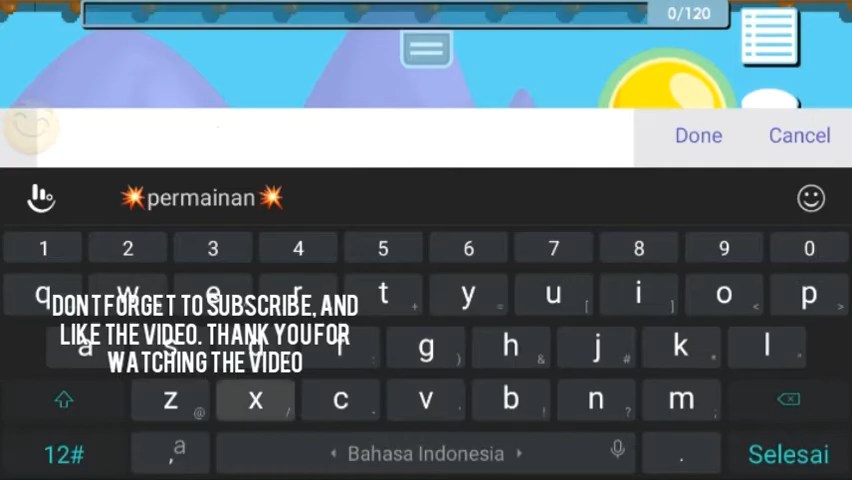 0/120
Done Cancel
💥permainan💥
1 2 3 4 5 6 7 8 9 0
q w e r t y u i o p
+ = [ ] < >
DONT FORGET TO SUBSCRIBE, AND
LIKE THE VIDEO. THANK YOU FOR
WATCHING THE VIDEO
a s d f g h j k l
: ) & # *
z x c v b n m
@ / - ! ? ;
12# , a Bahasa Indonesia . Selesai